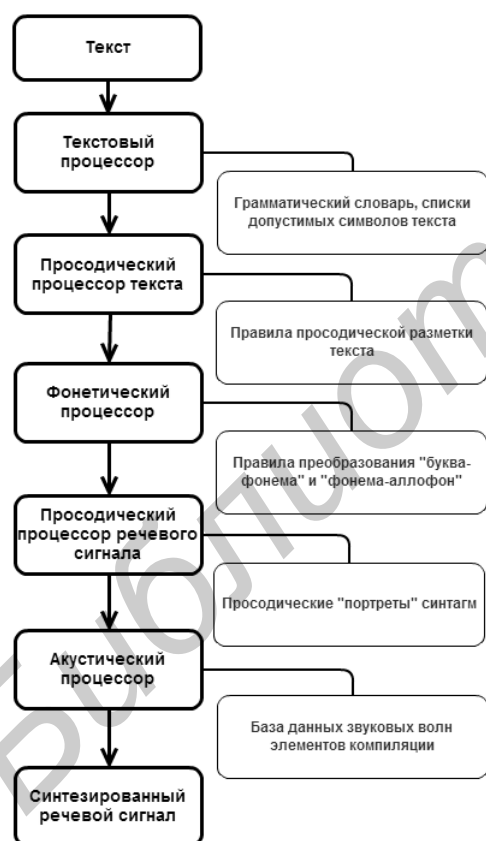 Текст
Текстовый
процессор
Грамматический словарь, списки
допустимых символов текста
Просодический
процессор текста
Правила просодической разметки
текста
Фонетический
процессор
Правила преобразования "буква-
фонема" и "фонема-аллофон"
Просодический
процессор речевого
сигнала
Просодические "портреты" синтагм
Акустический
процессор
База данных звуковых волн
элементов компиляции
Синтезированный
речевой сигнал